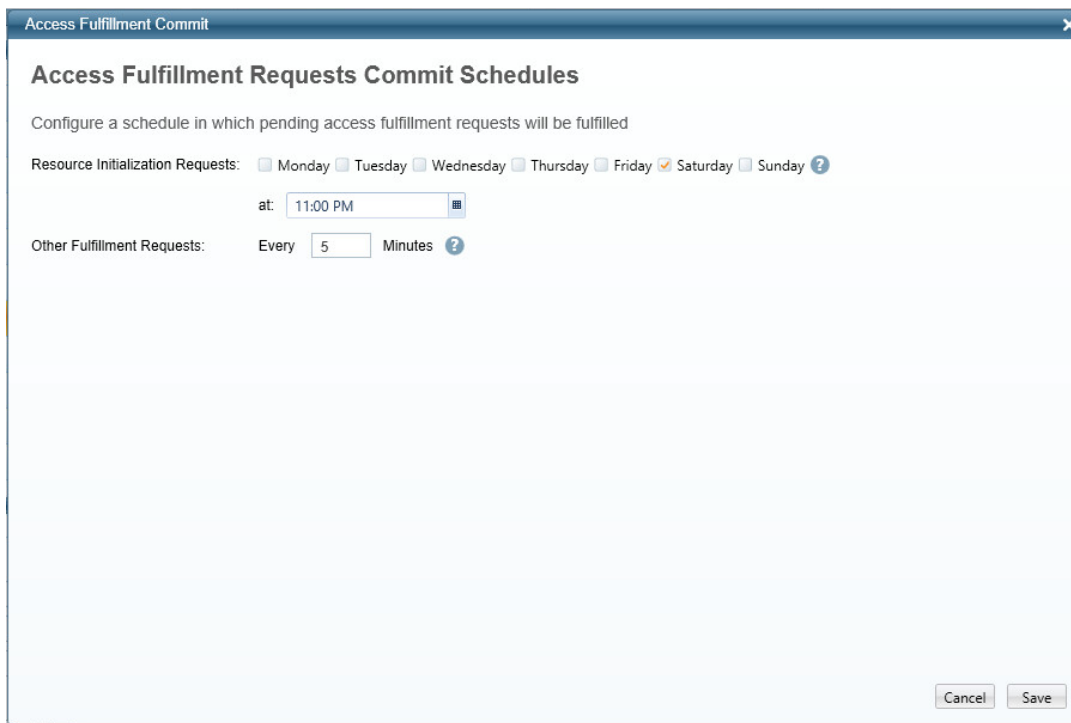 Access Fulfillment Commit
Access Fulfillment Requests Commit Schedules
Configure a schedule in which pending access fulfillment requests will be fulfilled
Resource Initialization Requests: Monday Tuesday Wednesday Thursday Friday Saturday Sunday ?
at: 11:00 PM
Other Fulfillment Requests: Every 5 Minutes ?
Cancel Save